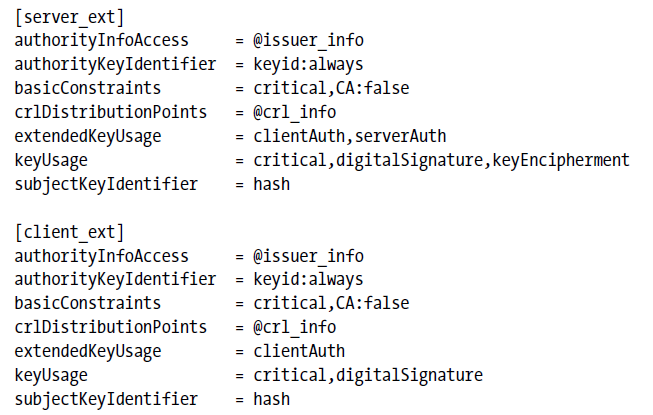 [server_ext]
authorityInfoAccess = @issuer_info
authorityKeyIdentifier = keyid:always
basicConstraints = critical,CA:false
crlDistributionPoints = @crl_info
extendedKeyUsage = clientAuth,serverAuth
keyUsage = critical,digitalSignature,keyEncipherment
subjectKeyIdentifier = hash
[client_ext]
authorityInfoAccess = @issuer_info
authorityKeyIdentifier = keyid:always
basicConstraints = critical,CA:false
crlDistributionPoints = @crl_info
extendedKeyUsage = clientAuth
keyUsage = critical,digitalSignature
subjectKeyIdentifier = hash